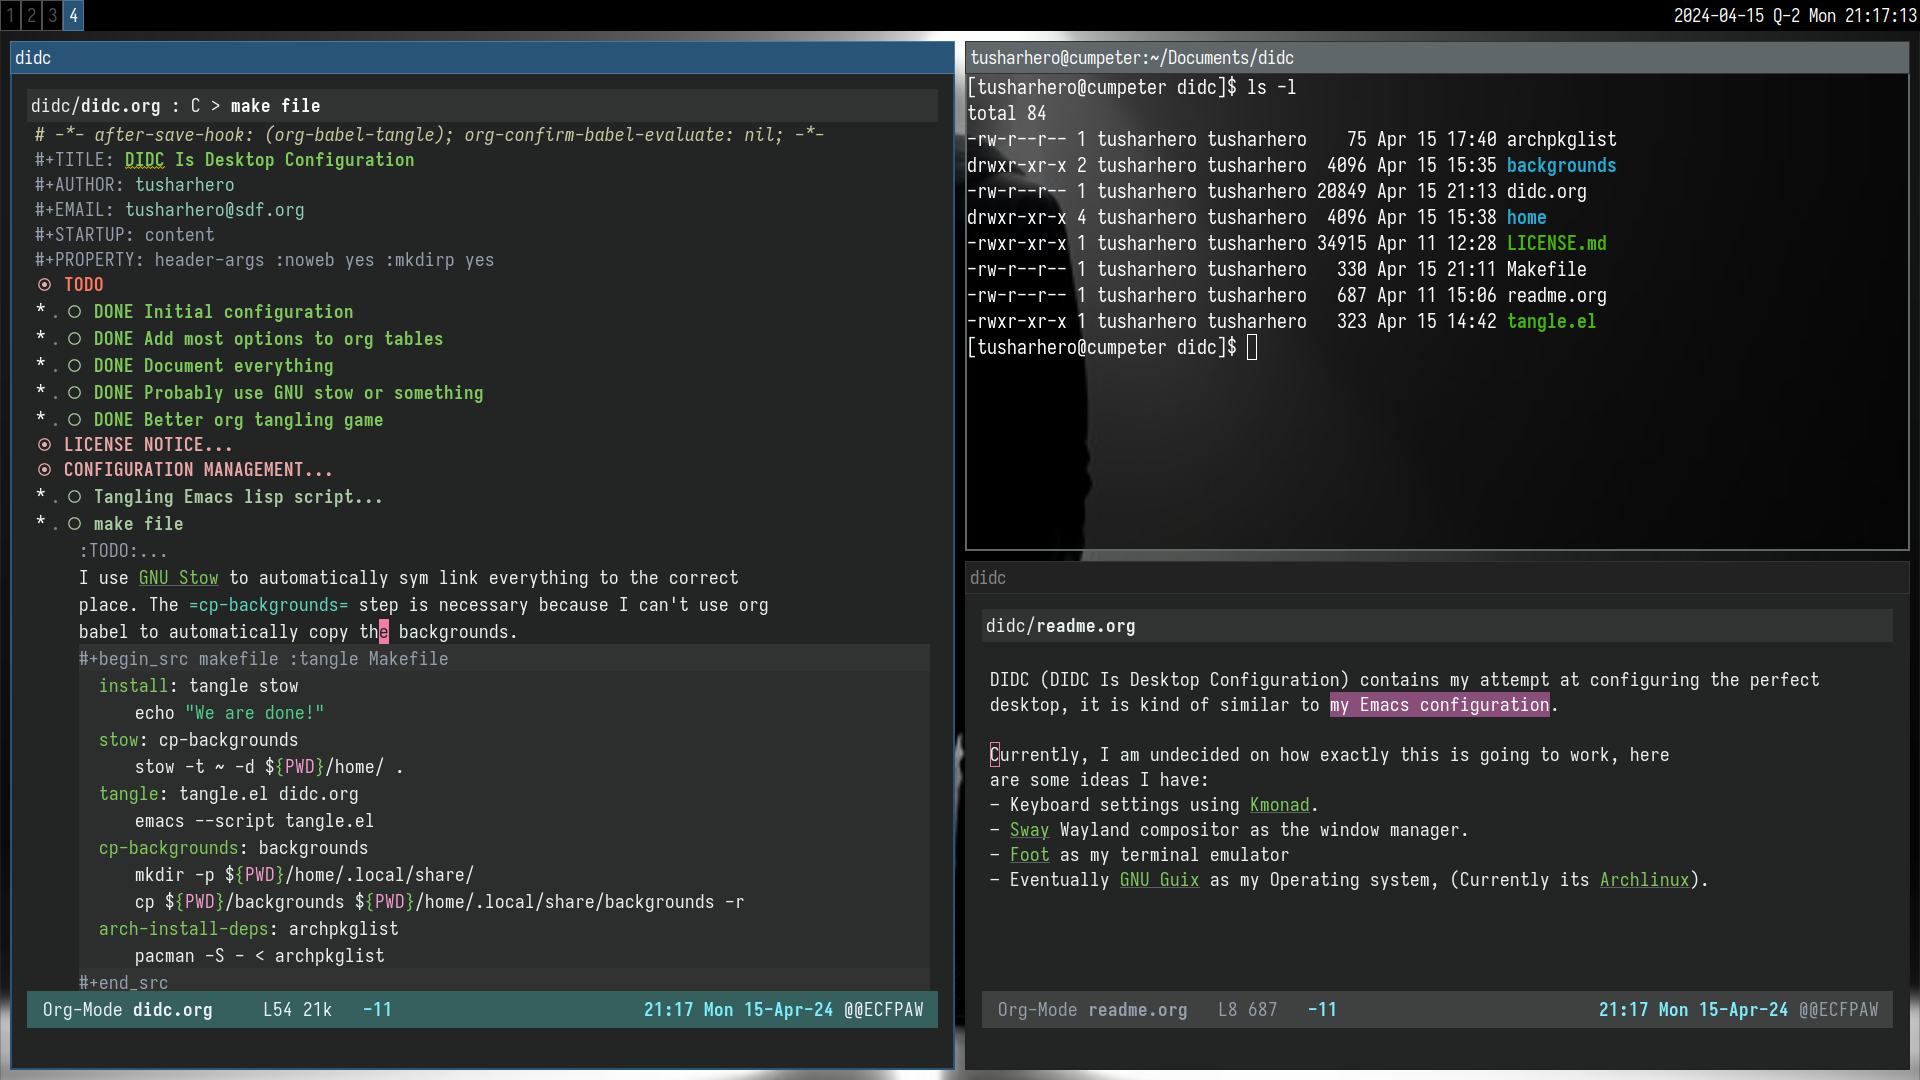 1 2 3 4
2024-04-15 Q-2 Mon 21:17:13
didc
didc/didc.org : C > make file
# -*- after-save-hook: (org-babel-tangle); org-confirm-babel-evaluate: nil; -*-
#+TITLE: DIDC Is Desktop Configuration
#+AUTHOR: tusharhero
#+EMAIL: tusharhero@sdf.org
#+STARTUP: content
#+PROPERTY: header-args :noweb yes :mkdirp yes
◉ TODO
*. ○ DONE Initial configuration
*. ○ DONE Add most options to org tables
*. ○ DONE Document everything
*. ○ DONE Probably use GNU stow or something
*. ○ DONE Better org tangling game
◉ LICENSE NOTICE...
◉ CONFIGURATION MANAGEMENT...
*. ○ Tangling Emacs lisp script...
*. ○ make file
:TODO:...
I use GNU Stow to automatically sym link everything to the correct
place. The =cp-backgrounds= step is necessary because I can't use org
babel to automatically copy the backgrounds.
#+begin_src makefile :tangle Makefile
install: tangle stow
echo "We are done!"
stow: cp-backgrounds
stow -t ~ -d ${PWD}/home/ .
tangle: tangle.el didc.org
emacs --script tangle.el
cp-backgrounds: backgrounds
mkdir -p ${PWD}/home/.local/share/
cp ${PWD}/backgrounds ${PWD}/home/.local/share/backgrounds -r
arch-install-deps: archpkglist
pacman -S - < archpkglist
#+end_src
Org-Mode didc.org L54 21k -11 21:17 Mon 15-Apr-24 @@ECFPAW
tusharhero@cumpeter:~/Documents/didc
[tusharhero@cumpeter didc]$ ls -l
total 84
-rw-r--r-- 1 tusharhero tusharhero 75 Apr 15 17:40 archpkglist
drwxr-xr-x 2 tusharhero tusharhero 4096 Apr 15 15:35 backgrounds
-rw-r--r-- 1 tusharhero tusharhero 20849 Apr 15 21:13 didc.org
drwxr-xr-x 4 tusharhero tusharhero 4096 Apr 15 15:38 home
-rwxr-xr-x 1 tusharhero tusharhero 34915 Apr 11 12:28 LICENSE.md
-rw-r--r-- 1 tusharhero tusharhero 330 Apr 15 21:11 Makefile
-rw-r--r-- 1 tusharhero tusharhero 687 Apr 11 15:06 readme.org
-rwxr-xr-x 1 tusharhero tusharhero 323 Apr 15 14:42 tangle.el
[tusharhero@cumpeter didc]$
didc
didc/readme.org
DIDC (DIDC Is Desktop Configuration) contains my attempt at configuring the perfect
desktop, it is kind of similar to my Emacs configuration.
Currently, I am undecided on how exactly this is going to work, here
are some ideas I have:
- Keyboard settings using Kmonad.
- Sway Wayland compositor as the window manager.
- Foot as my terminal emulator
- Eventually GNU Guix as my Operating system, (Currently its Archlinux).
Org-Mode readme.org L8 687 -11 21:17 Mon 15-Apr-24 @@ECFPAW